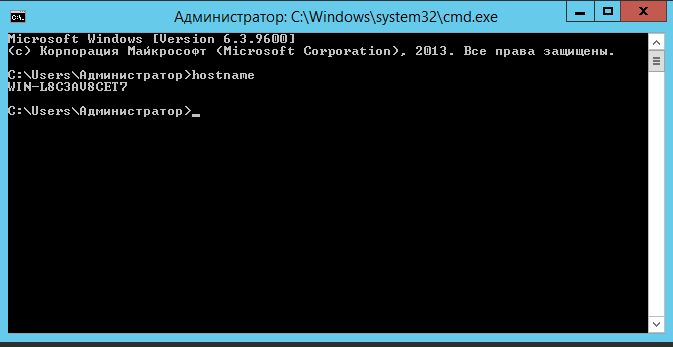 Администратор: C:\Windows\system32\cmd.exe
Microsoft Windows [Version 6.3.9600]
(c) Корпорация Майкрософт (Microsoft Corporation), 2013. Все права защищены.
C:\Users\Администратор>hostname
WIN-L8C3AV8CET7
C:\Users\Администратор>_